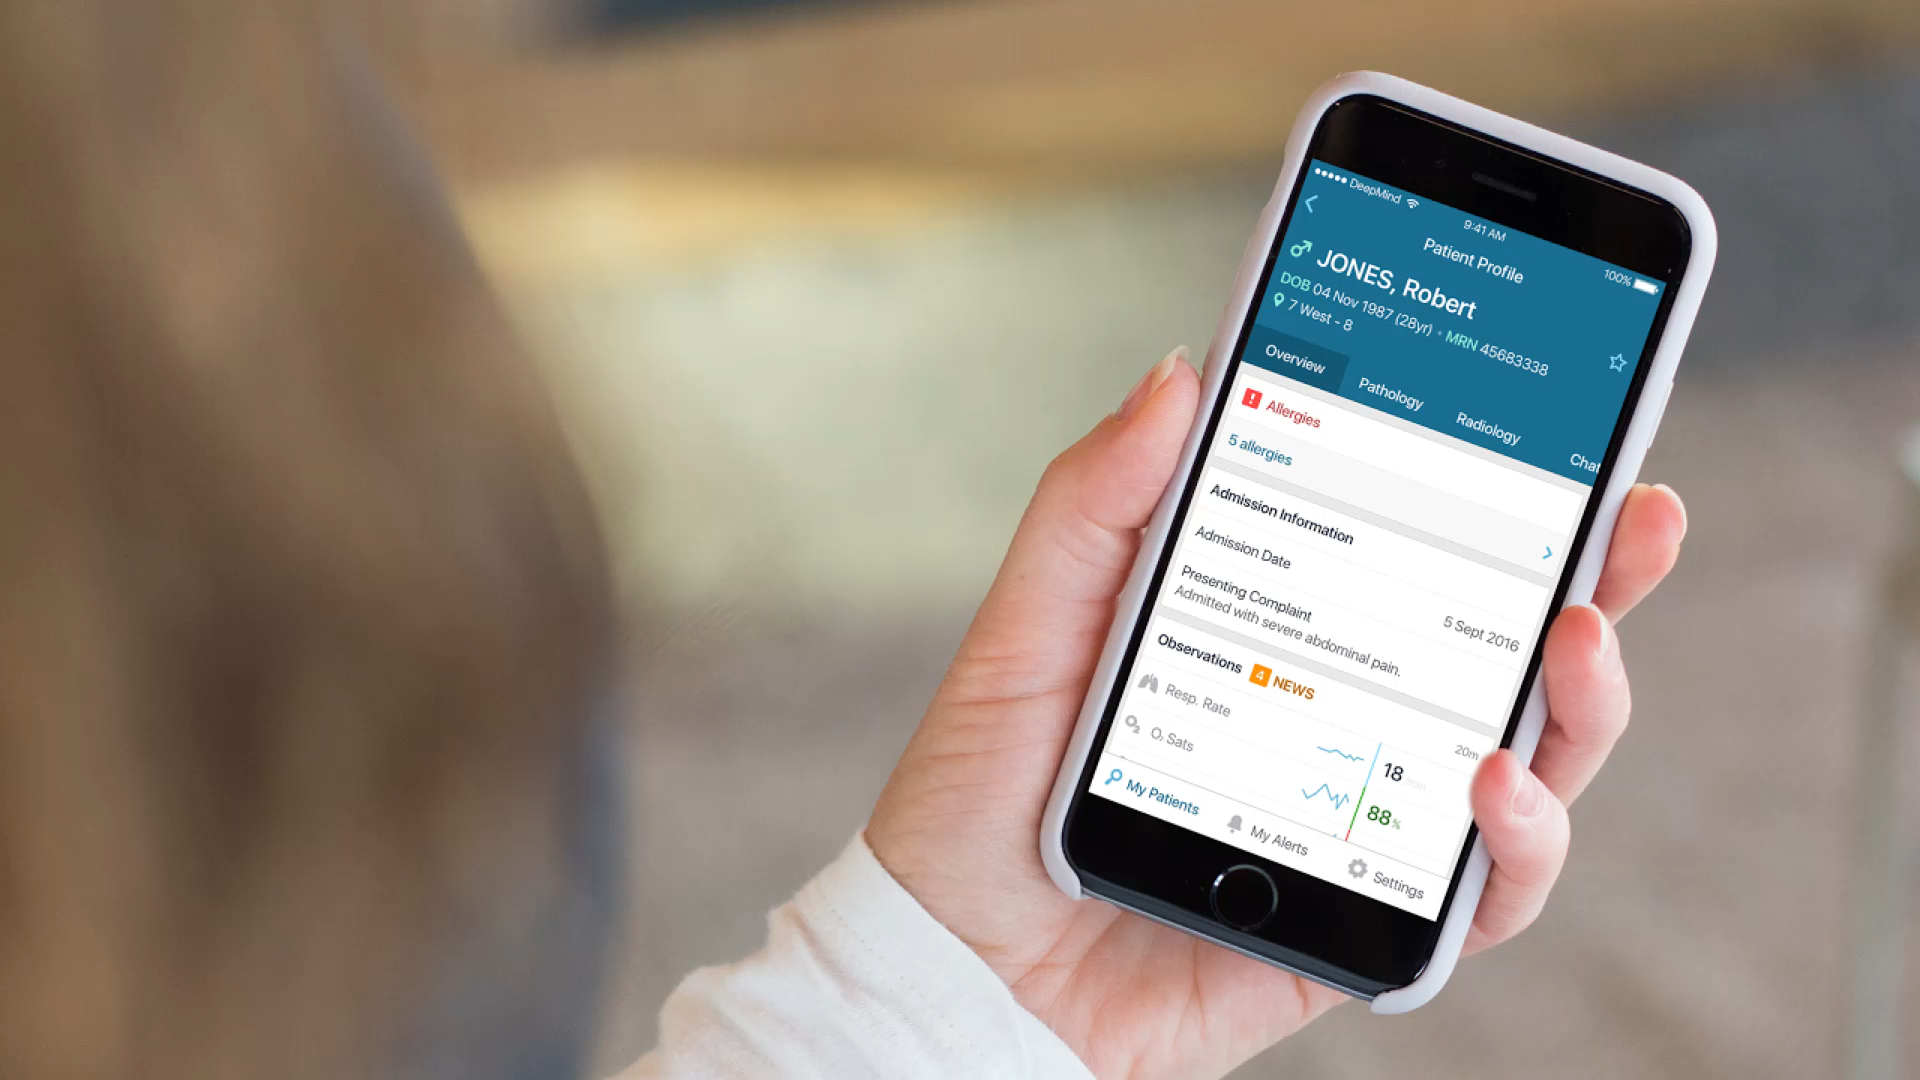 DeepMind
9:41 AM
100%
Patient Profile
JONES, Robert
DOB 04 Nov 1987 (28yr) • MRN 45683338
7 West - 8
Overview
Pathology
Radiology
Chat
! Allergies
5 allergies
Admission Information
Admission Date
5 Sept 2016
Presenting Complaint
Admitted with severe abdominal pain.
Observations 4 NEWS
20m
Resp. Rate
18
O₂ O₂ Sats
88%
My Patients
My Alerts
Settings